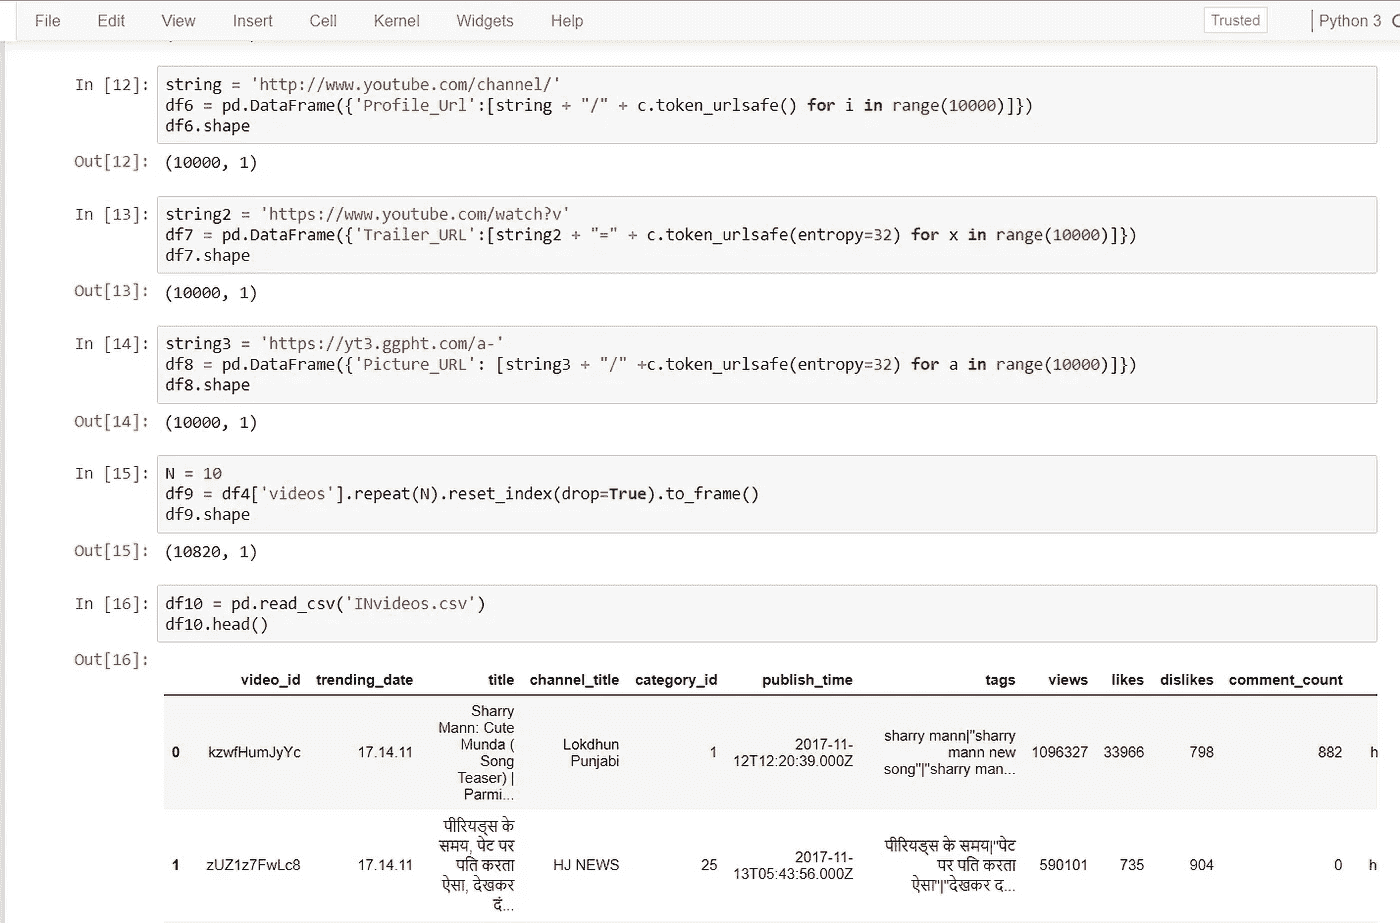 File Edit View Insert Cell Kernel Widgets Help Trusted Python 3
In [12]: string = 'http://www.youtube.com/channel/'
df6 = pd.DataFrame({'Profile_Url':[string + "/" + c.token_urlsafe() for i in range(10000)]})
df6.shape
Out[12]: (10000, 1)
In [13]: string2 = 'https://www.youtube.com/watch?v'
df7 = pd.DataFrame({'Trailer_URL':[string2 + "=" + c.token_urlsafe(entropy=32) for x in range(10000)]})
df7.shape
Out[13]: (10000, 1)
In [14]: string3 = 'https://yt3.ggpht.com/a-'
df8 = pd.DataFrame({'Picture_URL': [string3 + "/" +c.token_urlsafe(entropy=32) for a in range(10000)]})
df8.shape
Out[14]: (10000, 1)
In [15]: N = 10
df9 = df4['videos'].repeat(N).reset_index(drop=True).to_frame()
df9.shape
Out[15]: (10820, 1)
In [16]: df10 = pd.read_csv('INvideos.csv')
df10.head()
Out[16]:
video_id trending_date title channel_title category_id publish_time tags views likes dislikes comment_count
Sharry
Mann: Cute
Munda (
Song
Teaser) |
Parmi...
0 kzwfHumJyYc 17.14.11 Lokdhun
Punjabi
1 2017-11-
12T12:20:39.000Z
sharry mann|"sharry
mann new
song"|"sharry man...
1096327 33966 798 882 h
पीरियड्स के
समय, पेट पर
पति करता
ऐसा, देखकर
दं...
1 zUZ1z7FwLc8 17.14.11 HJ NEWS 25 2017-11-
13T05:43:56.000Z
पीरियड्स के समय|"पेट
पर पति करता
ऐसा"|"देखकर द...
590101 735 904 0 h